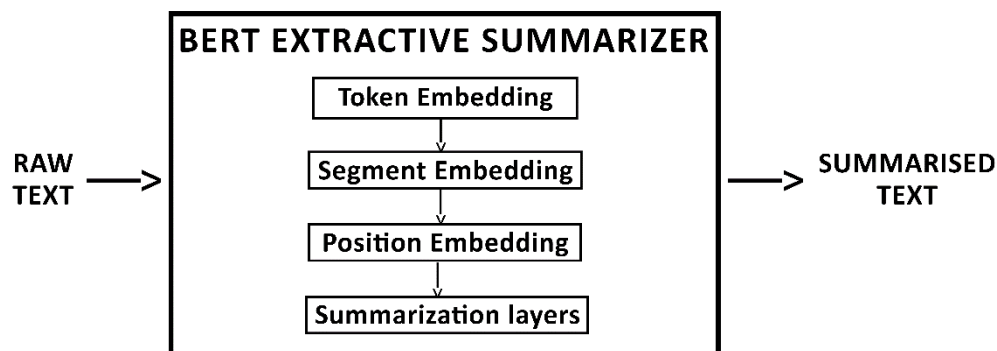 BERT EXTRACTIVE SUMMARIZER
Token Embedding
Segment Embedding
Position Embedding
Summarization layers
RAW
TEXT
SUMMARISED
TEXT